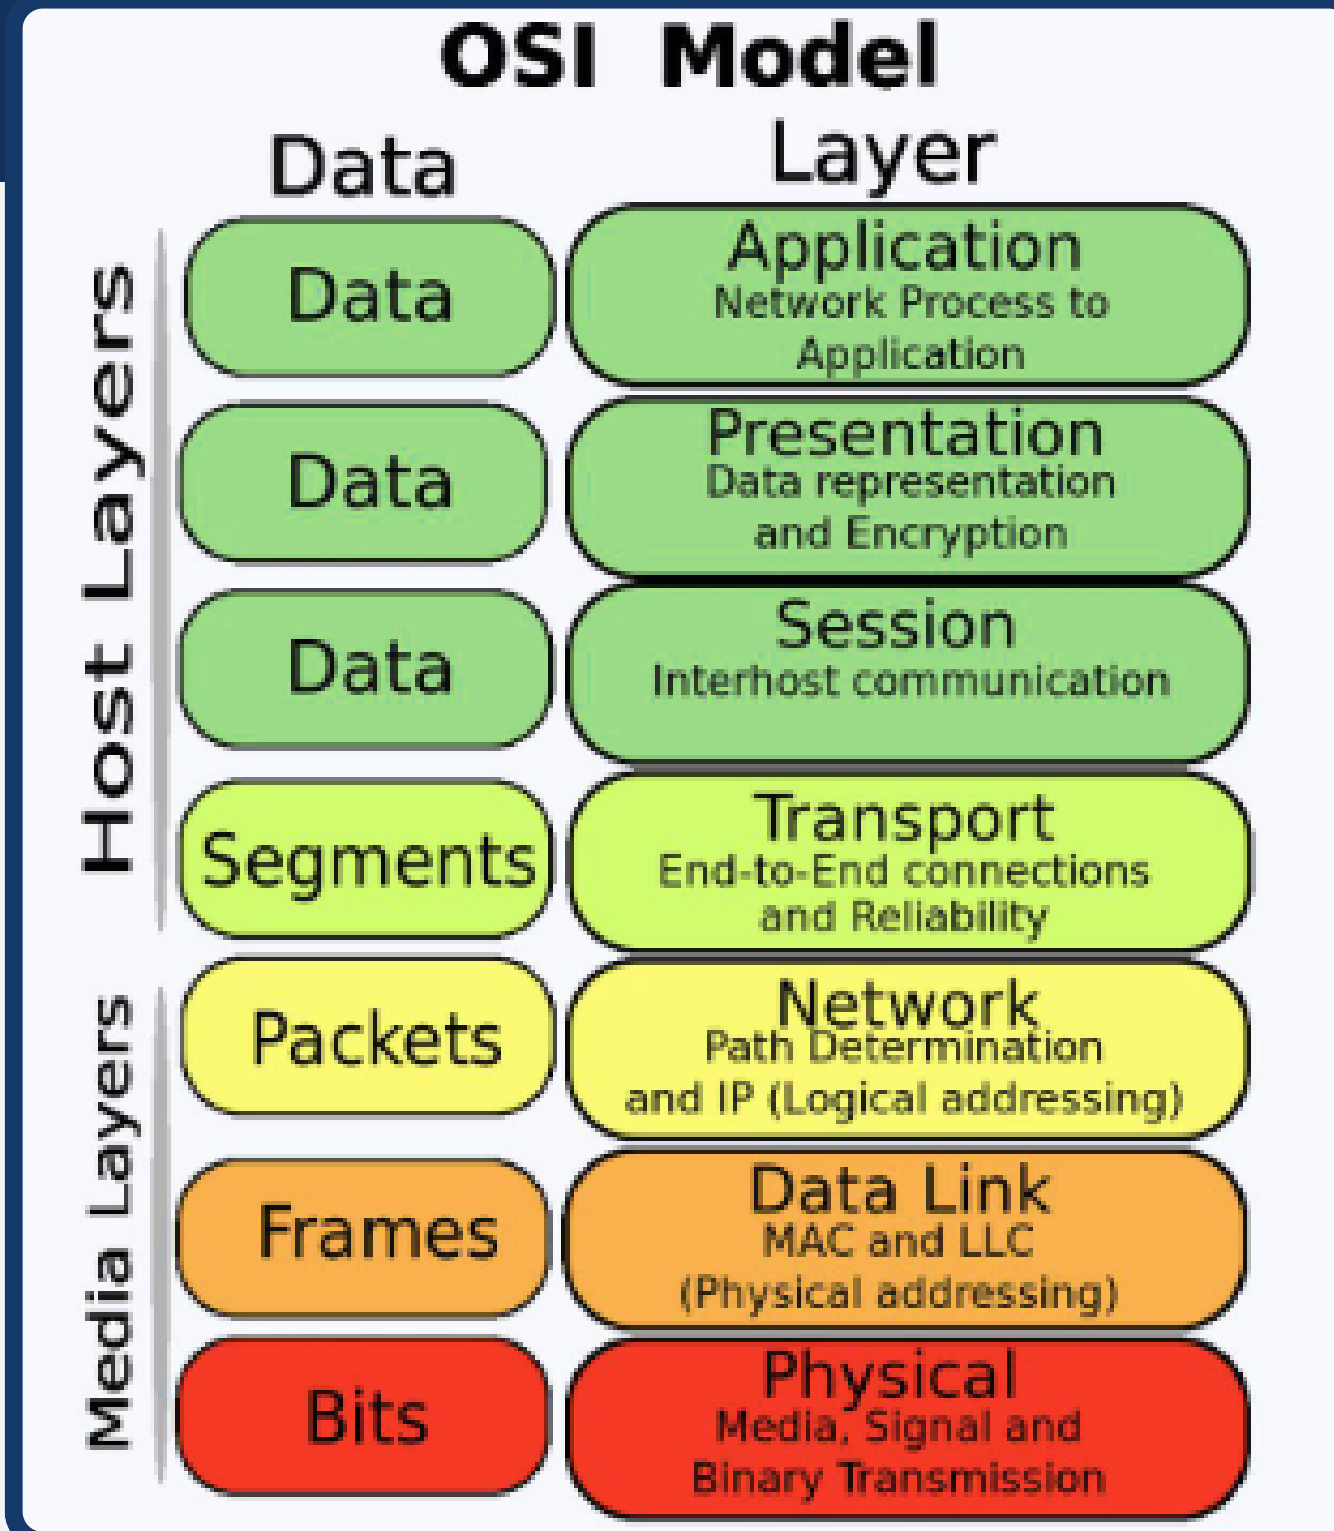 OSI Model
Data
Layer
Host Layers
Data
Application
Network Process to
Application
Data
Presentation
Data representation
and Encryption
Data
Session
Interhost communication
Segments
Transport
End-to-End connections
and Reliability
Media Layers
Packets
Network
Path Determination
and IP (Logical addressing)
Frames
Data Link
MAC and LLC
(Physical addressing)
Bits
Physical
Media, Signal and
Binary Transmission